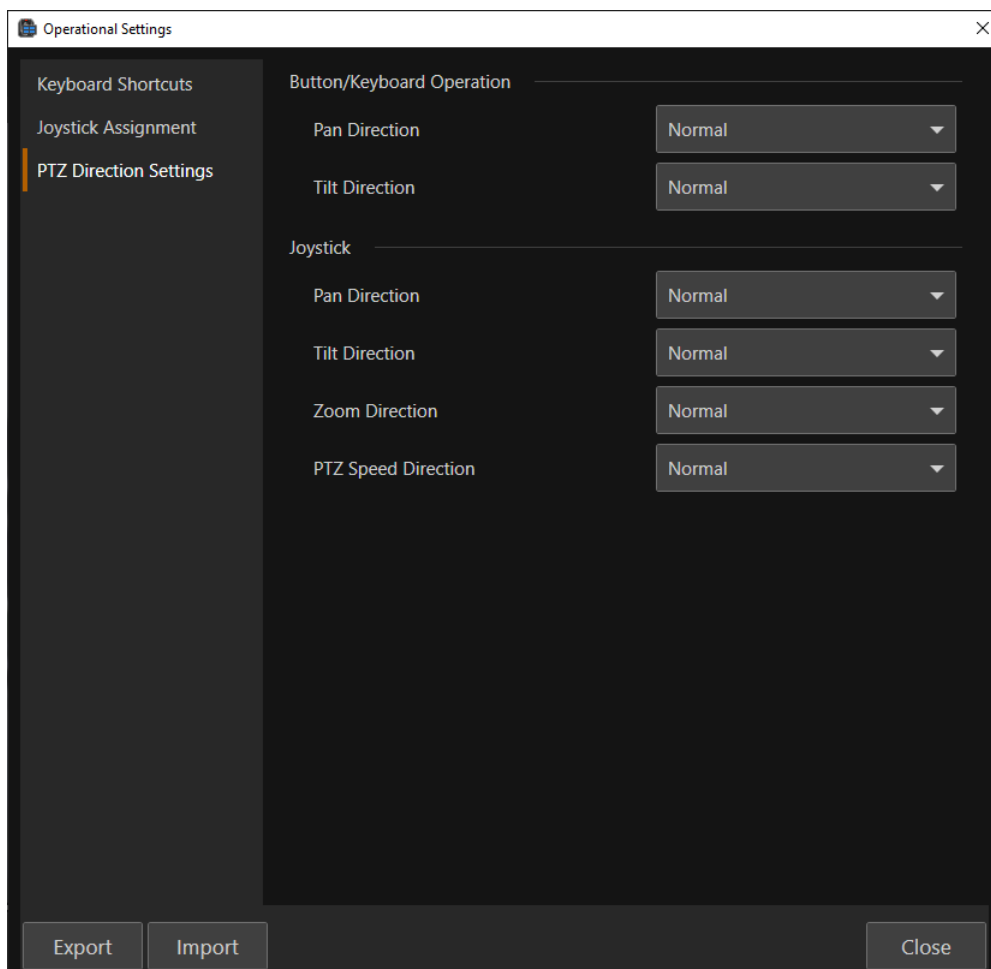 Operational Settings
Keyboard Shortcuts
Joystick Assignment
PTZ Direction Settings
Button/Keyboard Operation
Pan Direction Normal
Tilt Direction Normal
Joystick
Pan Direction Normal
Tilt Direction Normal
Zoom Direction Normal
PTZ Speed Direction Normal
Export Import Close